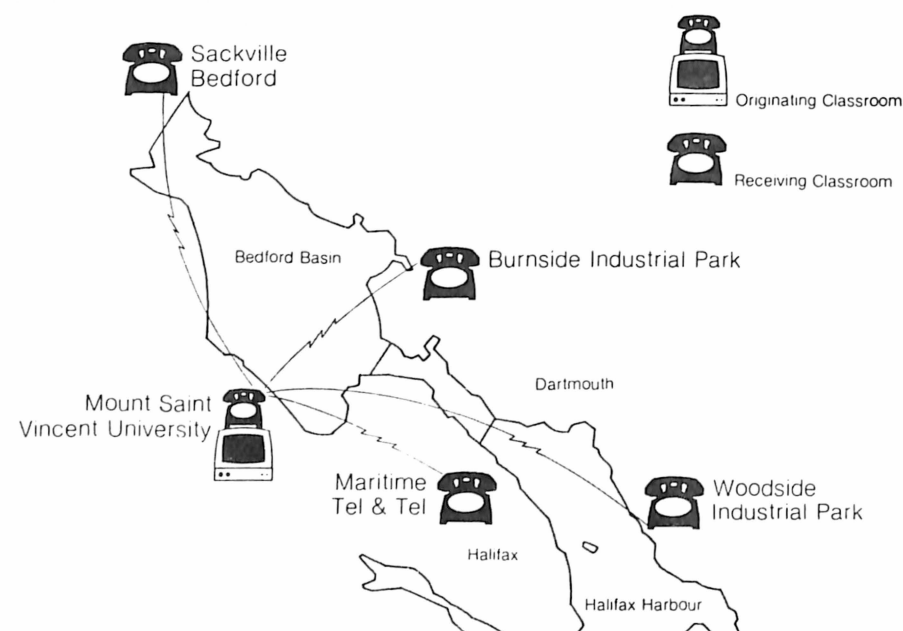 Sackville
Bedford
Originating Classroom
Receiving Classroom
Bedford Basin
Burnside Industrial Park
Dartmouth
Mount Saint
Vincent University
Maritime
Tel & Tel
Woodside
Industrial Park
Halifax
Halifax Harbour